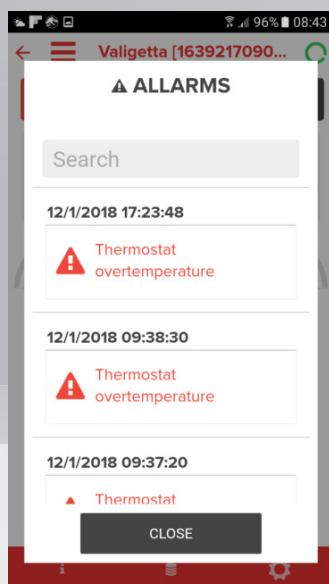 96% 08:43
Valigetta [1639217090...
ALLARMS
Search
12/1/2018 17:23:48
Thermostat
overtemperature
12/1/2018 09:38:30
Thermostat
overtemperature
12/1/2018 09:37:20
Thermostat
CLOSE